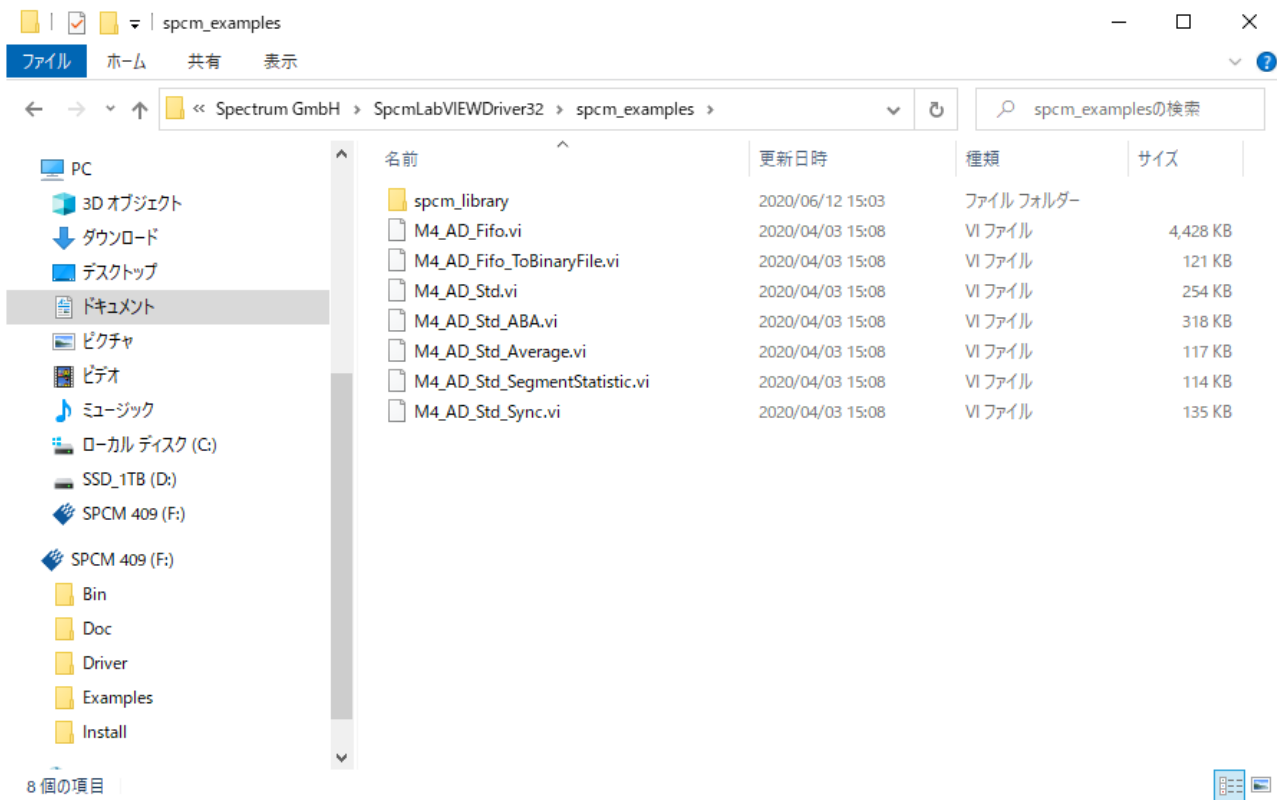 spcm_examples
ファイル ホーム 共有 表示
« Spectrum GmbH › SpcmLabVIEWDriver32 › spcm_examples ›
spcm_examplesの検索
PC
3D オブジェクト
ダウンロード
デスクトップ
ドキュメント
ピクチャ
ビデオ
ミュージック
ローカル ディスク (C:)
SSD_1TB (D:)
SPCM 409 (F:)
SPCM 409 (F:)
Bin
Doc
Driver
Examples
Install
名前 更新日時 種類 サイズ
spcm_library 2020/06/12 15:03 ファイル フォルダー
M4_AD_Fifo.vi 2020/04/03 15:08 VI ファイル 4,428 KB
M4_AD_Fifo_ToBinaryFile.vi 2020/04/03 15:08 VI ファイル 121 KB
M4_AD_Std.vi 2020/04/03 15:08 VI ファイル 254 KB
M4_AD_Std_ABA.vi 2020/04/03 15:08 VI ファイル 318 KB
M4_AD_Std_Average.vi 2020/04/03 15:08 VI ファイル 117 KB
M4_AD_Std_SegmentStatistic.vi 2020/04/03 15:08 VI ファイル 114 KB
M4_AD_Std_Sync.vi 2020/04/03 15:08 VI ファイル 135 KB
8 個の項目